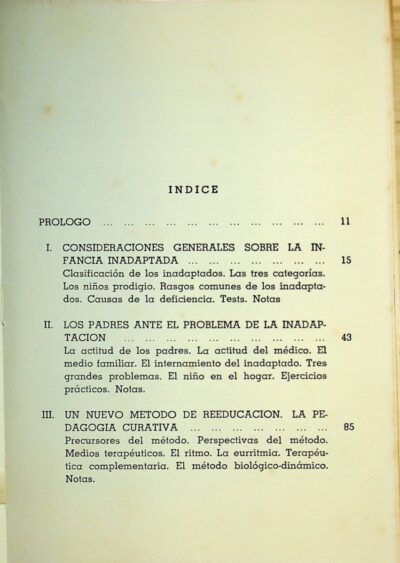 INDICE
PROLOGO ... ... ... ... ... ... ... ... ... ... ... 11
I. CONSIDERACIONES GENERALES SOBRE LA IN-
FANCIA INADAPTADA ... ... ... ... ... ... ... 15
Clasificación de los inadaptados. Las tres categorías.
Los niños prodigio. Rasgos comunes de los inadapta-
dos. Causas de la deficiencia. Tests. Notas
II. LOS PADRES ANTE EL PROBLEMA DE LA INADAP-
TACION ... ... ... ... ... ... ... ... ... ... 43
La actitud de los padres. La actitud del médico. El
medio familiar. El internamiento del inadaptado. Tres
grandes problemas. El niño en el hogar. Ejercicios
prácticos. Notas.
III. UN NUEVO METODO DE REEDUCACION. LA PE-
DAGOGIA CURATIVA ... ... ... ... ... ... ... 85
Precursores del método. Perspectivas del método.
Medios terapéuticos. El ritmo. La eurritmia. Terapéu-
tica complementaria. El método biológico-dinámico.
Notas.